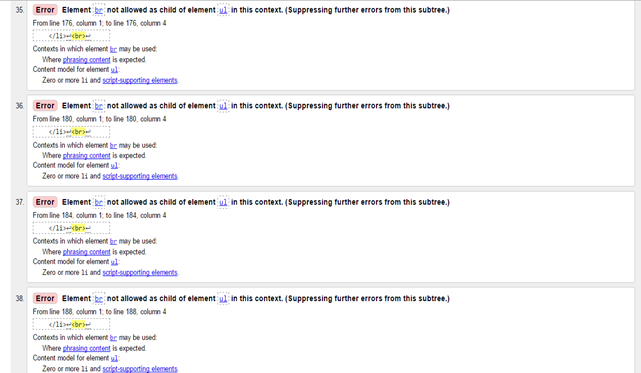 35. Error Element br not allowed as child of element ul in this context. (Suppressing further errors from this subtree.)
From line 176, column 1; to line 176, column 4
</li>↩<br>↩
Contexts in which element br may be used:
Where phrasing content is expected.
Content model for element ul:
Zero or more li and script-supporting elements.
36. Error Element br not allowed as child of element ul in this context. (Suppressing further errors from this subtree.)
From line 180, column 1; to line 180, column 4
</li>↩<br>↩
Contexts in which element br may be used:
Where phrasing content is expected.
Content model for element ul:
Zero or more li and script-supporting elements.
37. Error Element br not allowed as child of element ul in this context. (Suppressing further errors from this subtree.)
From line 184, column 1; to line 184, column 4
</li>↩<br>↩
Contexts in which element br may be used:
Where phrasing content is expected.
Content model for element ul:
Zero or more li and script-supporting elements.
38. Error Element br not allowed as child of element ul in this context. (Suppressing further errors from this subtree.)
From line 188, column 1; to line 188, column 4
</li>↩<br>↩
Contexts in which element br may be used:
Where phrasing content is expected.
Content model for element ul:
Zero or more li and script-supporting elements.